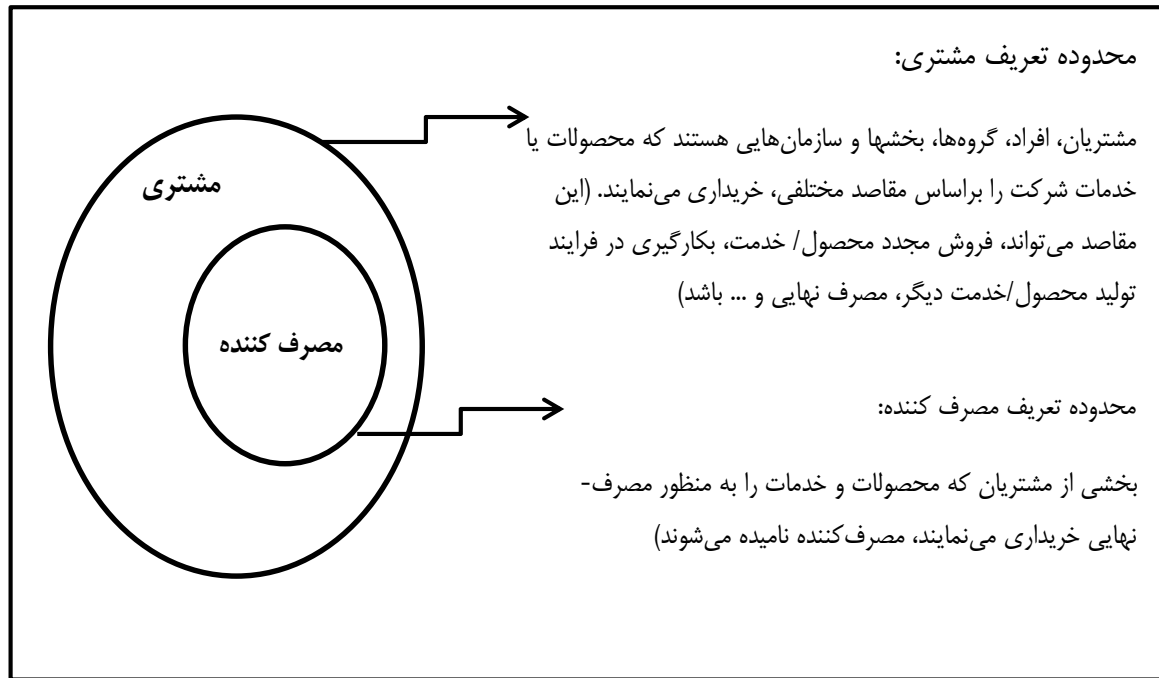 محدوده تعریف مشتری:
مشتریان، افراد، گروه‌ها، بخشها و سازمان‌هایی هستند که محصولات یا
خدمات شرکت را براساس مقاصد مختلفی، خریداری می‌نمایند. (این
مقاصد می‌تواند، فروش مجدد محصول/ خدمت، بکارگیری در فرایند
تولید محصول/خدمت دیگر، مصرف نهایی و ... باشد)
مشتری
مصرف کننده
محدوده تعریف مصرف کننده:
بخشی از مشتریان که محصولات و خدمات را به منظور مصرف-
نهایی خریداری می‌نمایند، مصرف‌کننده نامیده می‌شوند)